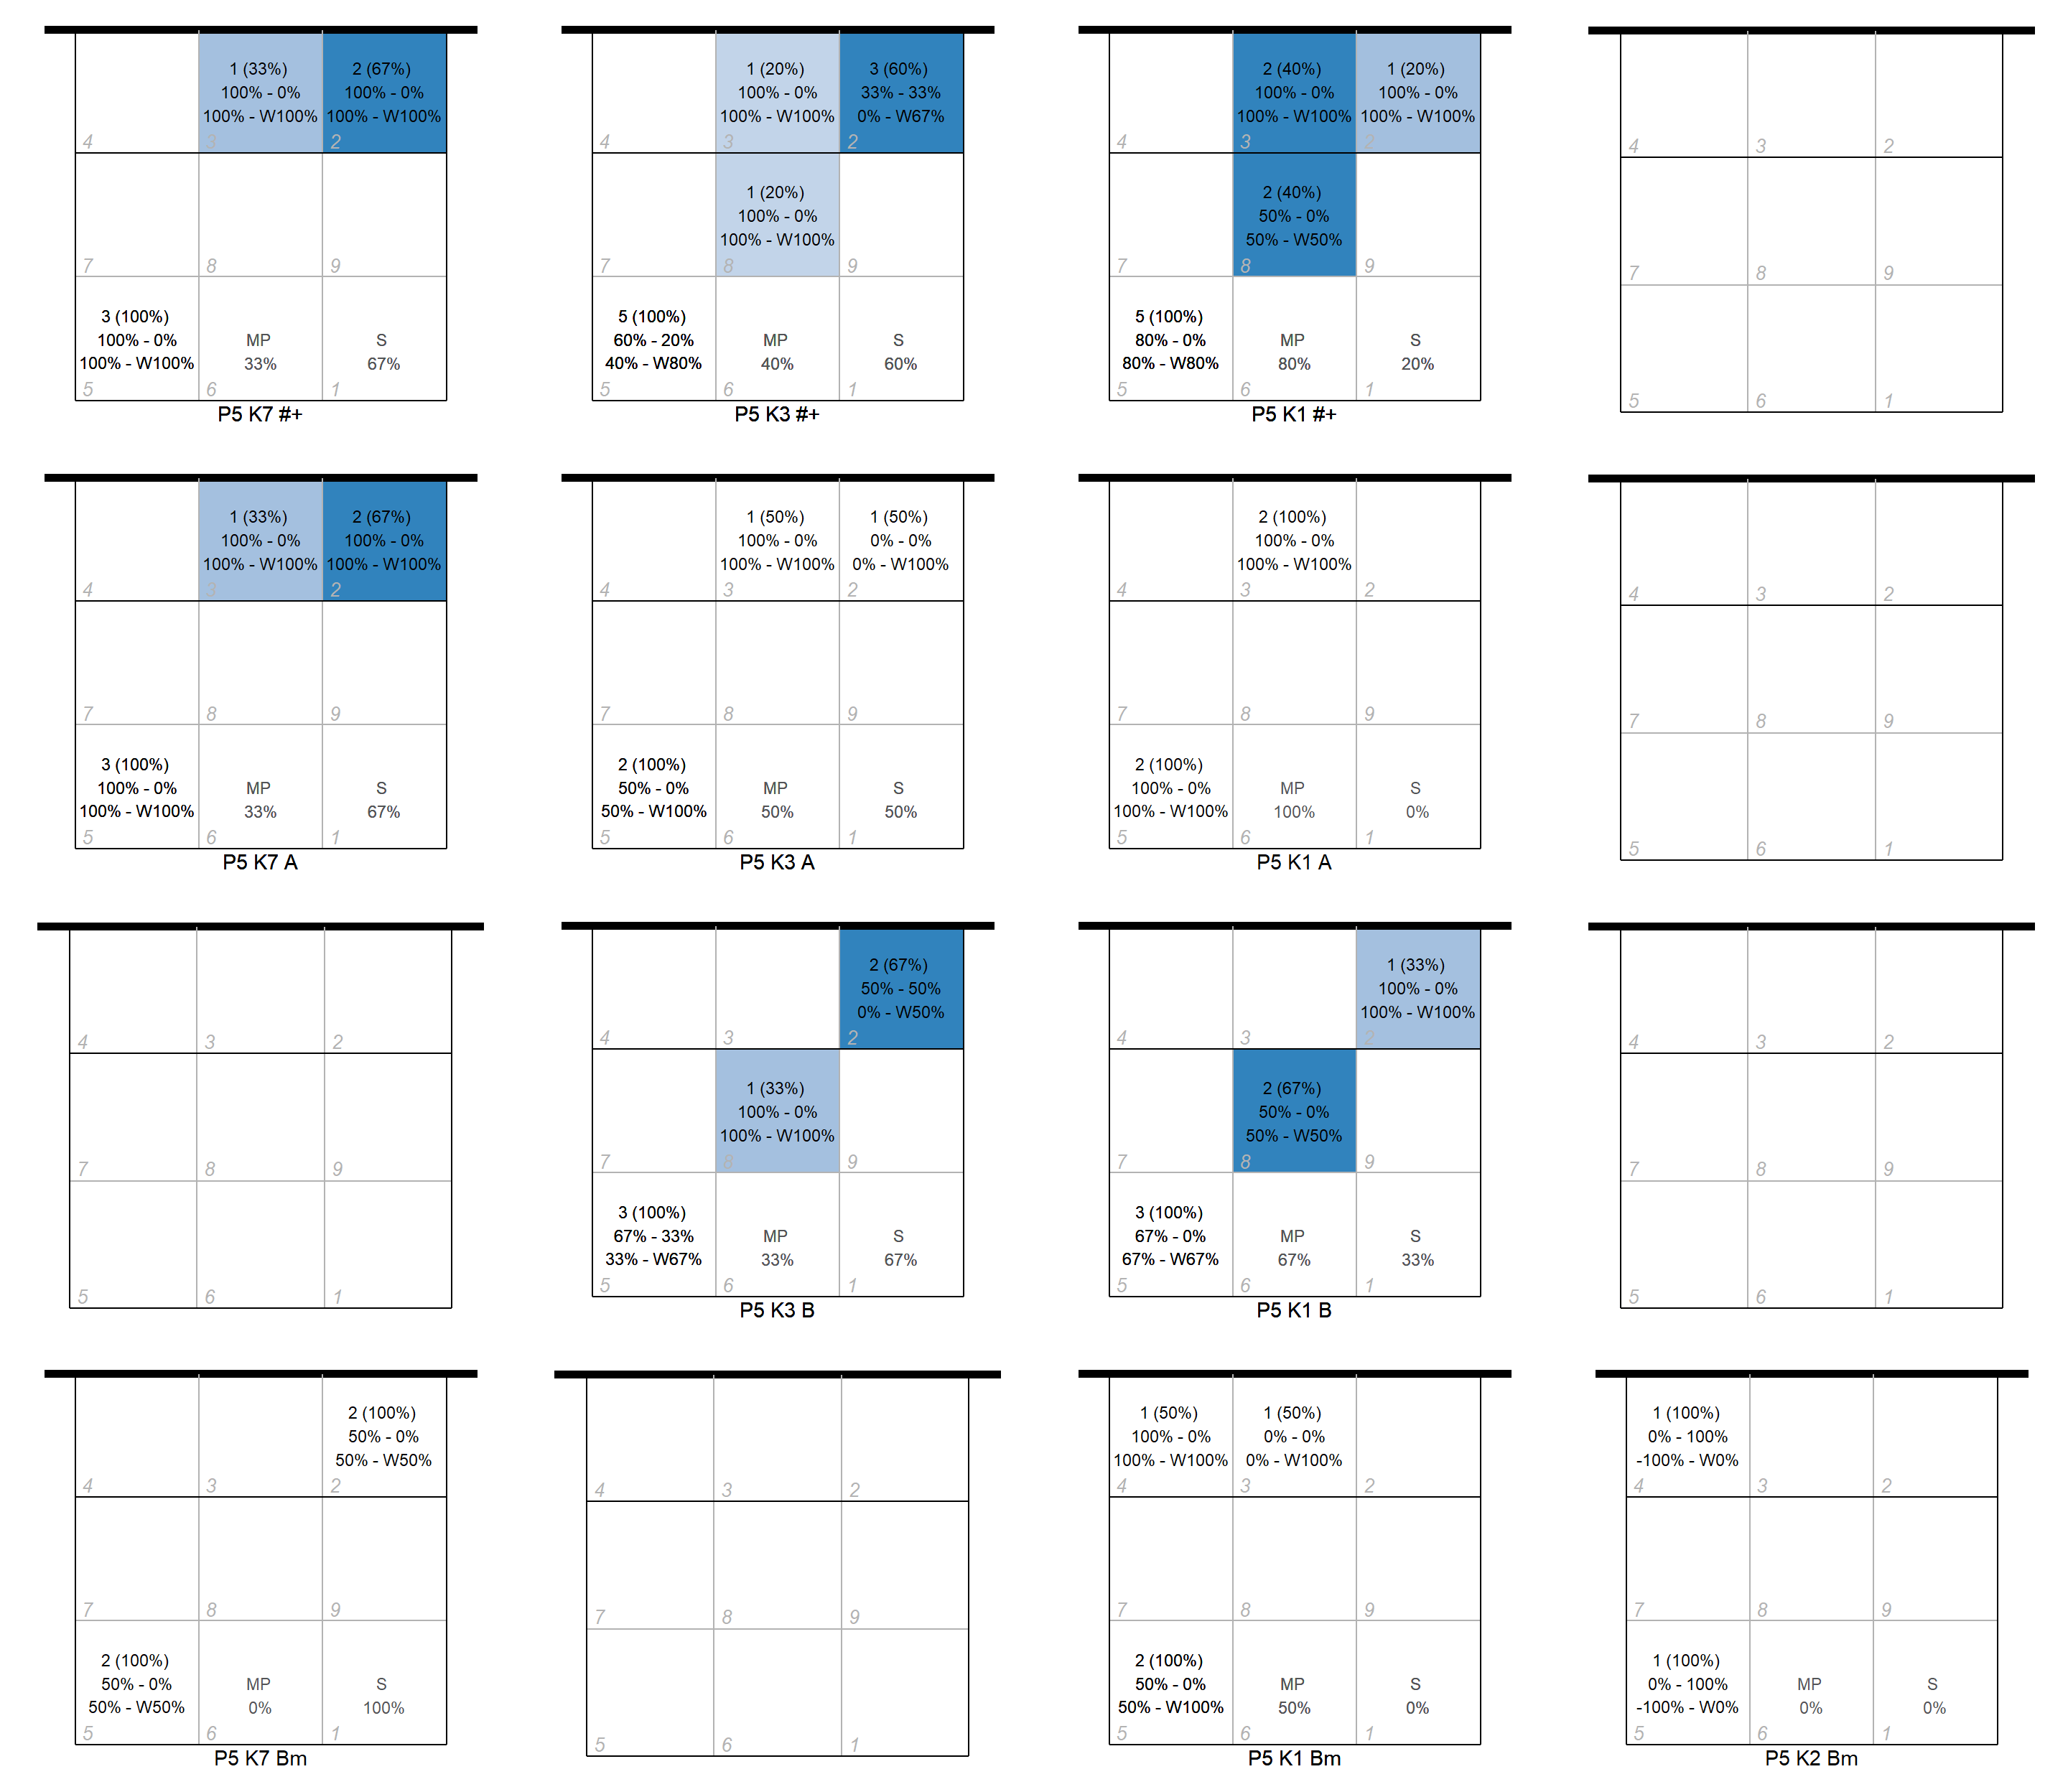 1 (33%)
100% - 0%
100% - W100%
2 (67%)
100% - 0%
100% - W100%
4 3 2
7 8 9
3 (100%)
100% - 0%
100% - W100%
MP
33%
S
67%
5 6 1
P5 K7 #+
1 (20%)
100% - 0%
100% - W100%
3 (60%)
33% - 33%
0% - W67%
4 3 2
1 (20%)
100% - 0%
100% - W100%
7 8 9
5 (100%)
60% - 20%
40% - W80%
MP
40%
S
60%
5 6 1
P5 K3 #+
2 (40%)
100% - 0%
100% - W100%
1 (20%)
100% - 0%
100% - W100%
4 3 2
2 (40%)
50% - 0%
50% - W50%
7 8 9
5 (100%)
80% - 0%
80% - W80%
MP
80%
S
20%
5 6 1
P5 K1 #+
4 3 2
7 8 9
5 6 1
1 (33%)
100% - 0%
100% - W100%
2 (67%)
100% - 0%
100% - W100%
4 3 2
7 8 9
3 (100%)
100% - 0%
100% - W100%
MP
33%
S
67%
5 6 1
P5 K7 A
1 (50%)
100% - 0%
100% - W100%
1 (50%)
0% - 0%
0% - W100%
4 3 2
7 8 9
2 (100%)
50% - 0%
50% - W100%
MP
50%
S
50%
5 6 1
P5 K3 A
2 (100%)
100% - 0%
100% - W100%
4 3 2
7 8 9
2 (100%)
100% - 0%
100% - W100%
MP
100%
S
0%
5 6 1
P5 K1 A
4 3 2
7 8 9
5 6 1
4 3 2
7 8 9
5 6 1
2 (67%)
50% - 50%
0% - W50%
4 3 2
1 (33%)
100% - 0%
100% - W100%
7 8 9
3 (100%)
67% - 33%
33% - W67%
MP
33%
S
67%
5 6 1
P5 K3 B
1 (33%)
100% - 0%
100% - W100%
4 3 2
2 (67%)
50% - 0%
50% - W50%
7 8 9
3 (100%)
67% - 0%
67% - W67%
MP
67%
S
33%
5 6 1
P5 K1 B
4 3 2
7 8 9
5 6 1
2 (100%)
50% - 0%
50% - W50%
4 3 2
7 8 9
2 (100%)
50% - 0%
50% - W50%
MP
0%
S
100%
5 6 1
P5 K7 Bm
4 3 2
7 8 9
5 6 1
1 (50%)
100% - 0%
100% - W100%
1 (50%)
0% - 0%
0% - W100%
4 3 2
7 8 9
2 (100%)
50% - 0%
50% - W100%
MP
50%
S
0%
5 6 1
P5 K1 Bm
1 (100%)
0% - 100%
-100% - W0%
4 3 2
7 8 9
1 (100%)
0% - 100%
-100% - W0%
MP
0%
S
0%
5 6 1
P5 K2 Bm